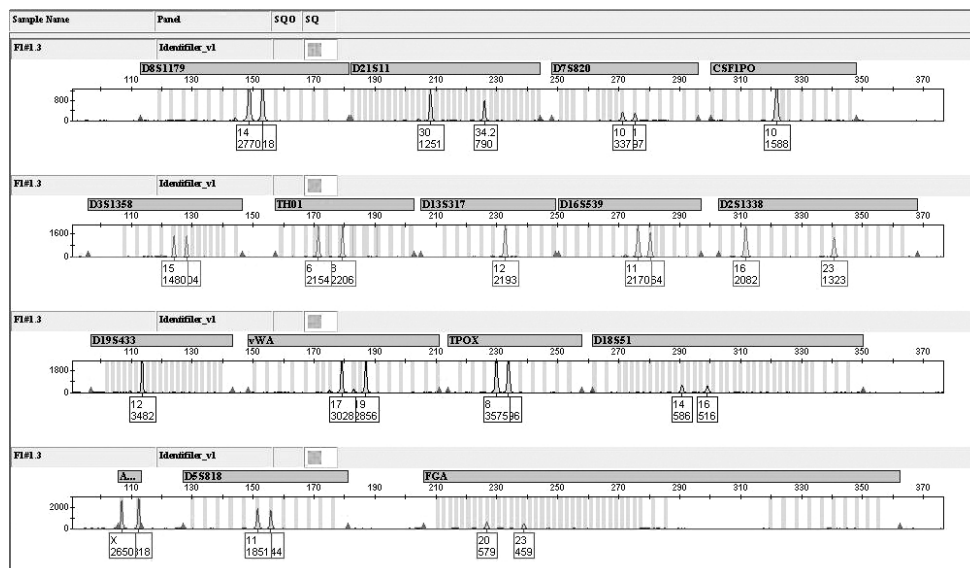 Sample Name Panel SQO SQ
F1#1.3 Identifiler_v1
D8S1179 D21S11 D7S820 CSF1PO
110 150 170 190 210 230 250 270 290 310 330 350 370
800
0
14 30 34.2 10 10
2770 1251 790 337 1588
F1#1.3 Identifiler_v1
D3S1358 TH01 D13S317 D16S539 D2S1338
110 150 170 190 210 230 250 270 290 310 330 350 370
1600
0
15 6 12 11 16 23
1480 2154 2206 2193 2170 2082 1323
F1#1.3 Identifiler_v1
D19S433 vWA TPOX D18S51
110 150 170 190 210 230 250 270 290 310 330 350 370
1800
0
12 17 19 8 14 16
3482 3028 2856 3575 586 516
F1#1.3 Identifiler_v1
A... D5S818 FGA
110 150 170 190 210 230 250 270 290 310 330 350 370
2000
0
X 11 20 23
2650 1851 579 459